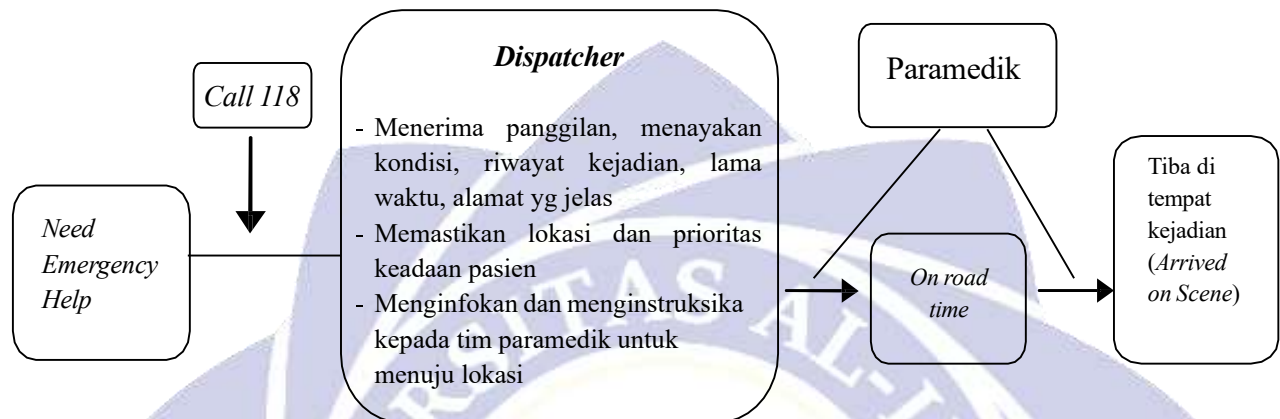 Call 118
Need
Emergency
Help
Dispatcher
- Menerima panggilan, menayakan
kondisi, riwayat kejadian, lama
waktu, alamat yg jelas
- Memastikan lokasi dan prioritas
keadaan pasien
- Menginfokan dan menginstruksika
kepada tim paramedik untuk
menuju lokasi
Paramedik
On road
time
Tiba di
tempat
kejadian
(Arrived
on Scene)
RSITAS AL-I